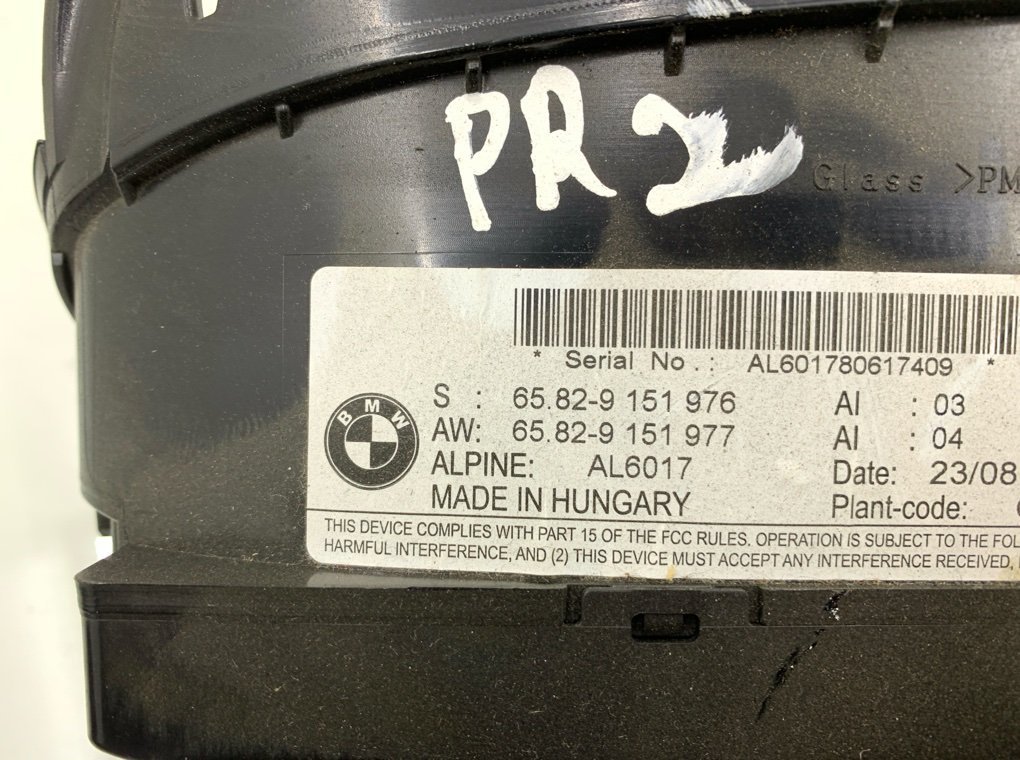 PR2
Glass >PM
* Serial No.: AL601780617409 *
S : 65.82-9 151 976 AI : 03
AW: 65.82-9 151 977 AI : 04
BMW
ALPINE: AL6017 Date: 23/08
MADE IN HUNGARY Plant-code:
THIS DEVICE COMPLIES WITH PART 15 OF THE FCC RULES. OPERATION IS SUBJECT TO THE FOL
HARMFUL INTERFERENCE, AND (2) THIS DEVICE MUST ACCEPT ANY INTERFERENCE RECEIVED,